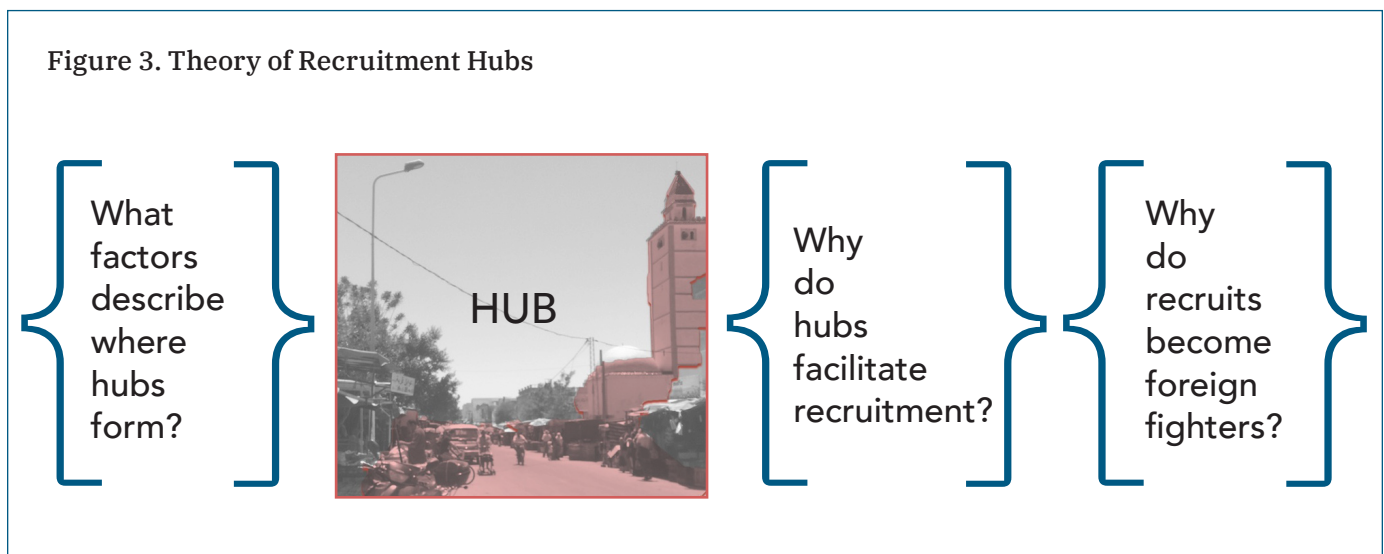 Figure 3. Theory of Recruitment Hubs
What
factors
describe
where
hubs
form?
HUB
Why
do
hubs
facilitate
recruitment?
Why
do
recruits
become
foreign
fighters?